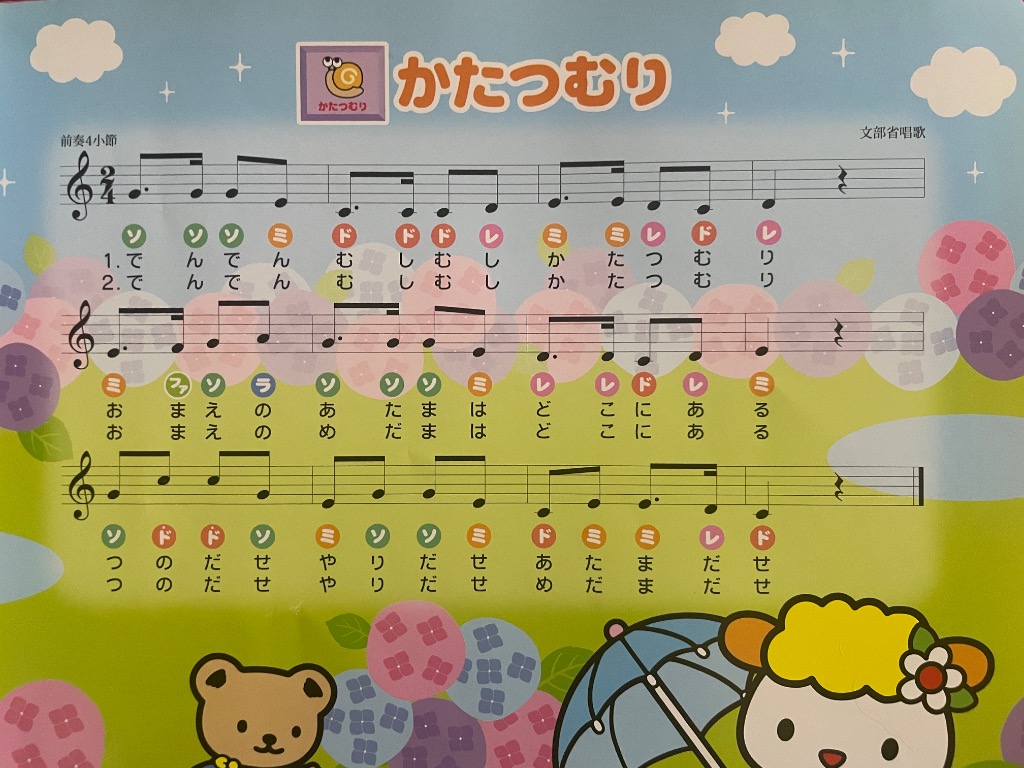 かたつむり
かたつむり
前奏4小節
文部省唱歌
2
4
ソ ソ ソ ミ ド ド ド レ ミ ミ レ ド レ
1. で ん で ん む し む し か た つ む り
2. で ん で ん む し む し か た つ む り
ミ ファ ソ ラ ソ ソ ソ ミ レ レ ド レ ミ
お ま え の あ た ま は ど こ に あ る
お ま え の め だ ま は ど こ に あ る
ソ ド ド ソ ミ ソ ソ ミ ド ミ ミ レ ド
つ の だ せ や り だ せ あ た ま だ せ
つ の だ せ や り だ せ め だ ま だ せ